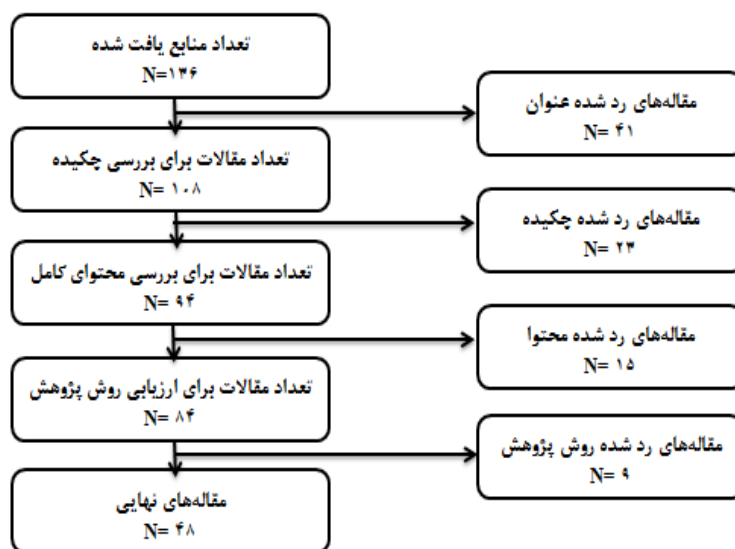 تعداد منابع یافت شده
N=۱۳۶
مقاله‌های رد شده عنوان
N= ۴۱
تعداد مقالات برای بررسی چکیده
N= ۱۰۸
مقاله‌های رد شده چکیده
N= ۲۳
تعداد مقالات برای بررسی محتوای کامل
N= ۹۴
مقاله‌های رد شده محتوا
N= ۱۵
تعداد مقالات برای ارزیابی روش پژوهش
N= ۸۴
مقاله‌های رد شده روش پژوهش
N= ۹
مقاله‌های نهایی
N= ۴۸